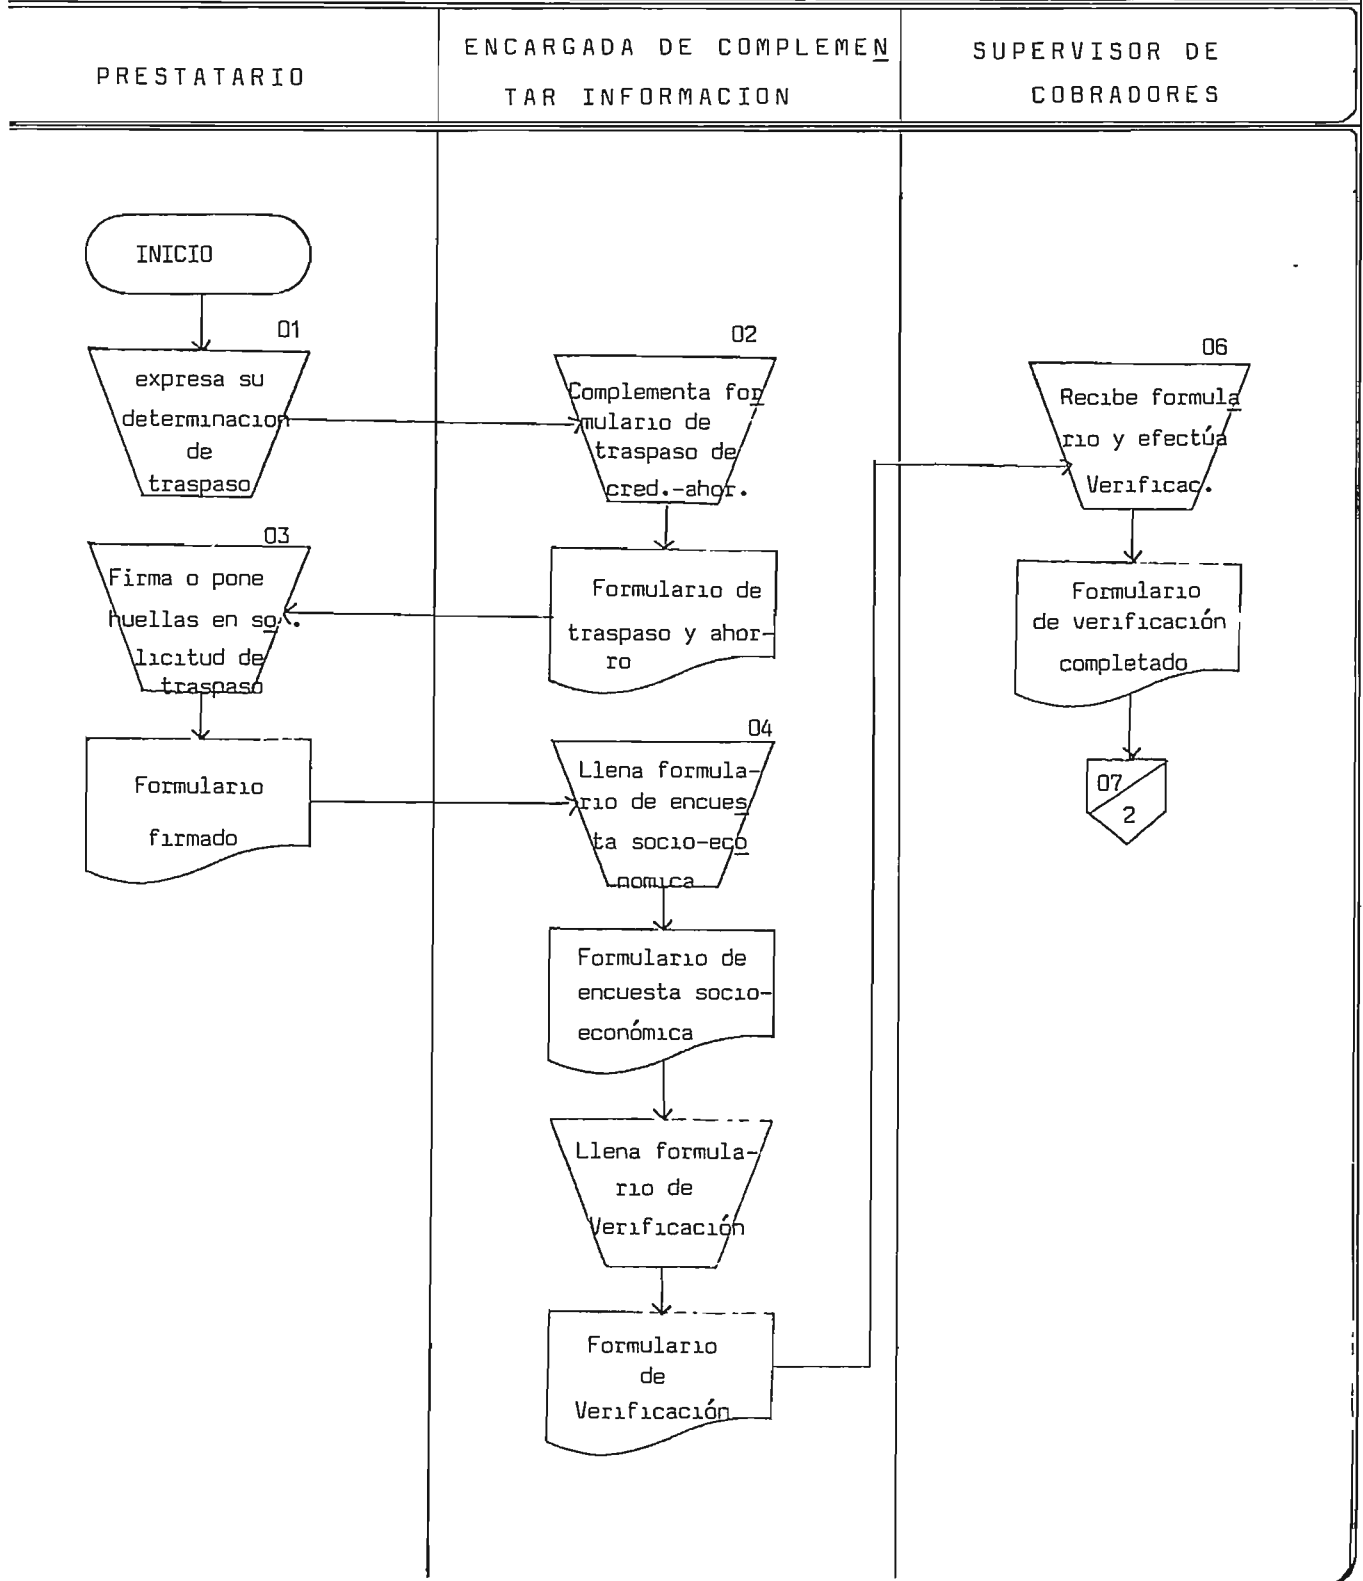 PRESTATARIO
ENCARGADA DE COMPLEMEN
TAR INFORMACION
SUPERVISOR DE
COBRADORES
INICIO
01
expresa su
determinacion
de
traspaso
02
Complementa for
mulario de
traspaso de
cred.-ahor.
Formulario de
traspaso y ahor-
ro
03
Firma o pone
huellas en so.
licitud de
traspaso
Formulario
firmado
04
Llena formula-
rio de encues
ta socio-eco
nomica
Formulario de
encuesta socio-
económica
Llena formula-
rio de
Verificación
Formulario
de
Verificación
06
Recibe formula
rio y efectúa
Verificac.
Formulario
de verificación
completado
07
2